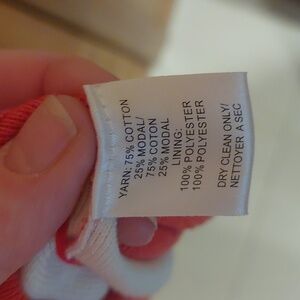 YARN: 75% COTTON
25% MODAL/
75% COTON
25% MODAL
LINING:
100% POLYESTER
100% POLYESTER
DRY CLEAN ONLY/
NETTOYER A SEC